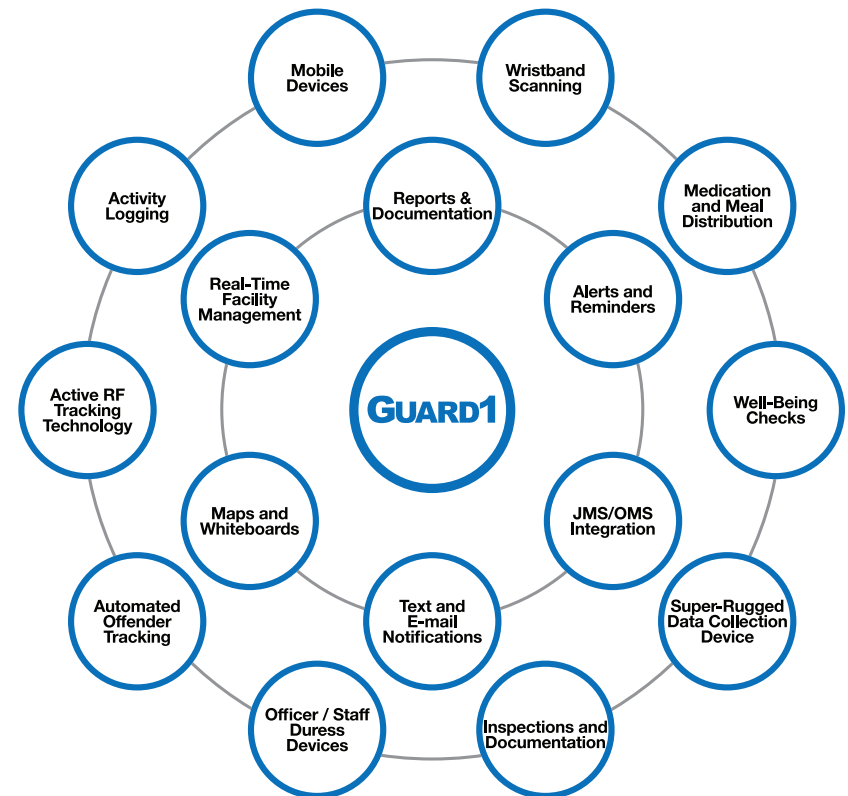 Mobile
Devices
Wristband
Scanning
Activity
Logging
Reports &
Documentation
Medication
and Meal
Distribution
Real-Time
Facility
Management
Alerts and
Reminders
Active RF
Tracking
Technology
GUARD1
Well-Being
Checks
Maps and
Whiteboards
JMS/OMS
Integration
Automated
Offender
Tracking
Text and
E-mail
Notifications
Super-Rugged
Data Collection
Device
Officer / Staff
Duress
Devices
Inspections and
Documentation